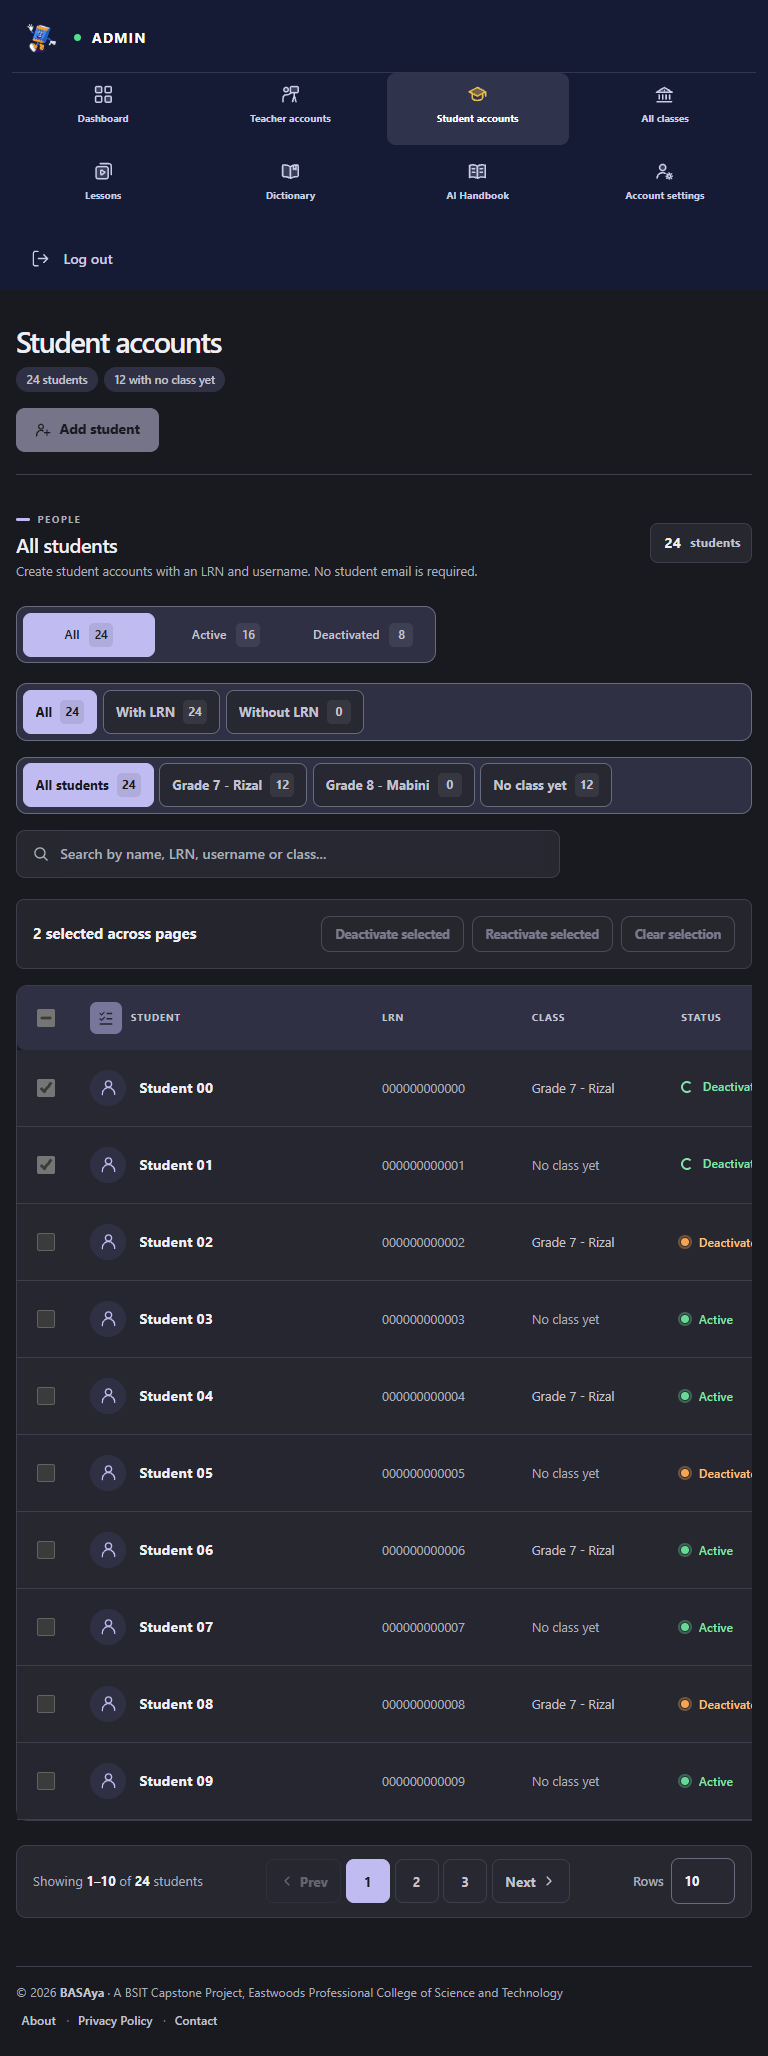 ADMIN
Dashboard
Teacher accounts
Student accounts
All classes
Lessons
Dictionary
AI Handbook
Account settings
Log out
Student accounts
24 students
12 with no class yet
Add student
PEOPLE
All students
24 students
Create student accounts with an LRN and username. No student email is required.
All 24
Active 16
Deactivated 8
All 24
With LRN 24
Without LRN 0
All students 24
Grade 7 - Rizal 12
Grade 8 - Mabini 0
No class yet 12
Search by name, LRN, username or class...
2 selected across pages
Deactivate selected
Reactivate selected
Clear selection
STUDENT LRN CLASS STATUS
Student 00 000000000000 Grade 7 - Rizal Deactivat
Student 01 000000000001 No class yet Deactivat
Student 02 000000000002 Grade 7 - Rizal Deactivate
Student 03 000000000003 No class yet Active
Student 04 000000000004 Grade 7 - Rizal Active
Student 05 000000000005 No class yet Deactivate
Student 06 000000000006 Grade 7 - Rizal Active
Student 07 000000000007 No class yet Active
Student 08 000000000008 Grade 7 - Rizal Deactivate
Student 09 000000000009 No class yet Active
Showing 1–10 of 24 students
Prev 1 2 3 Next
Rows 10
© 2026 BASAya · A BSIT Capstone Project, Eastwoods Professional College of Science and Technology
About · Privacy Policy · Contact